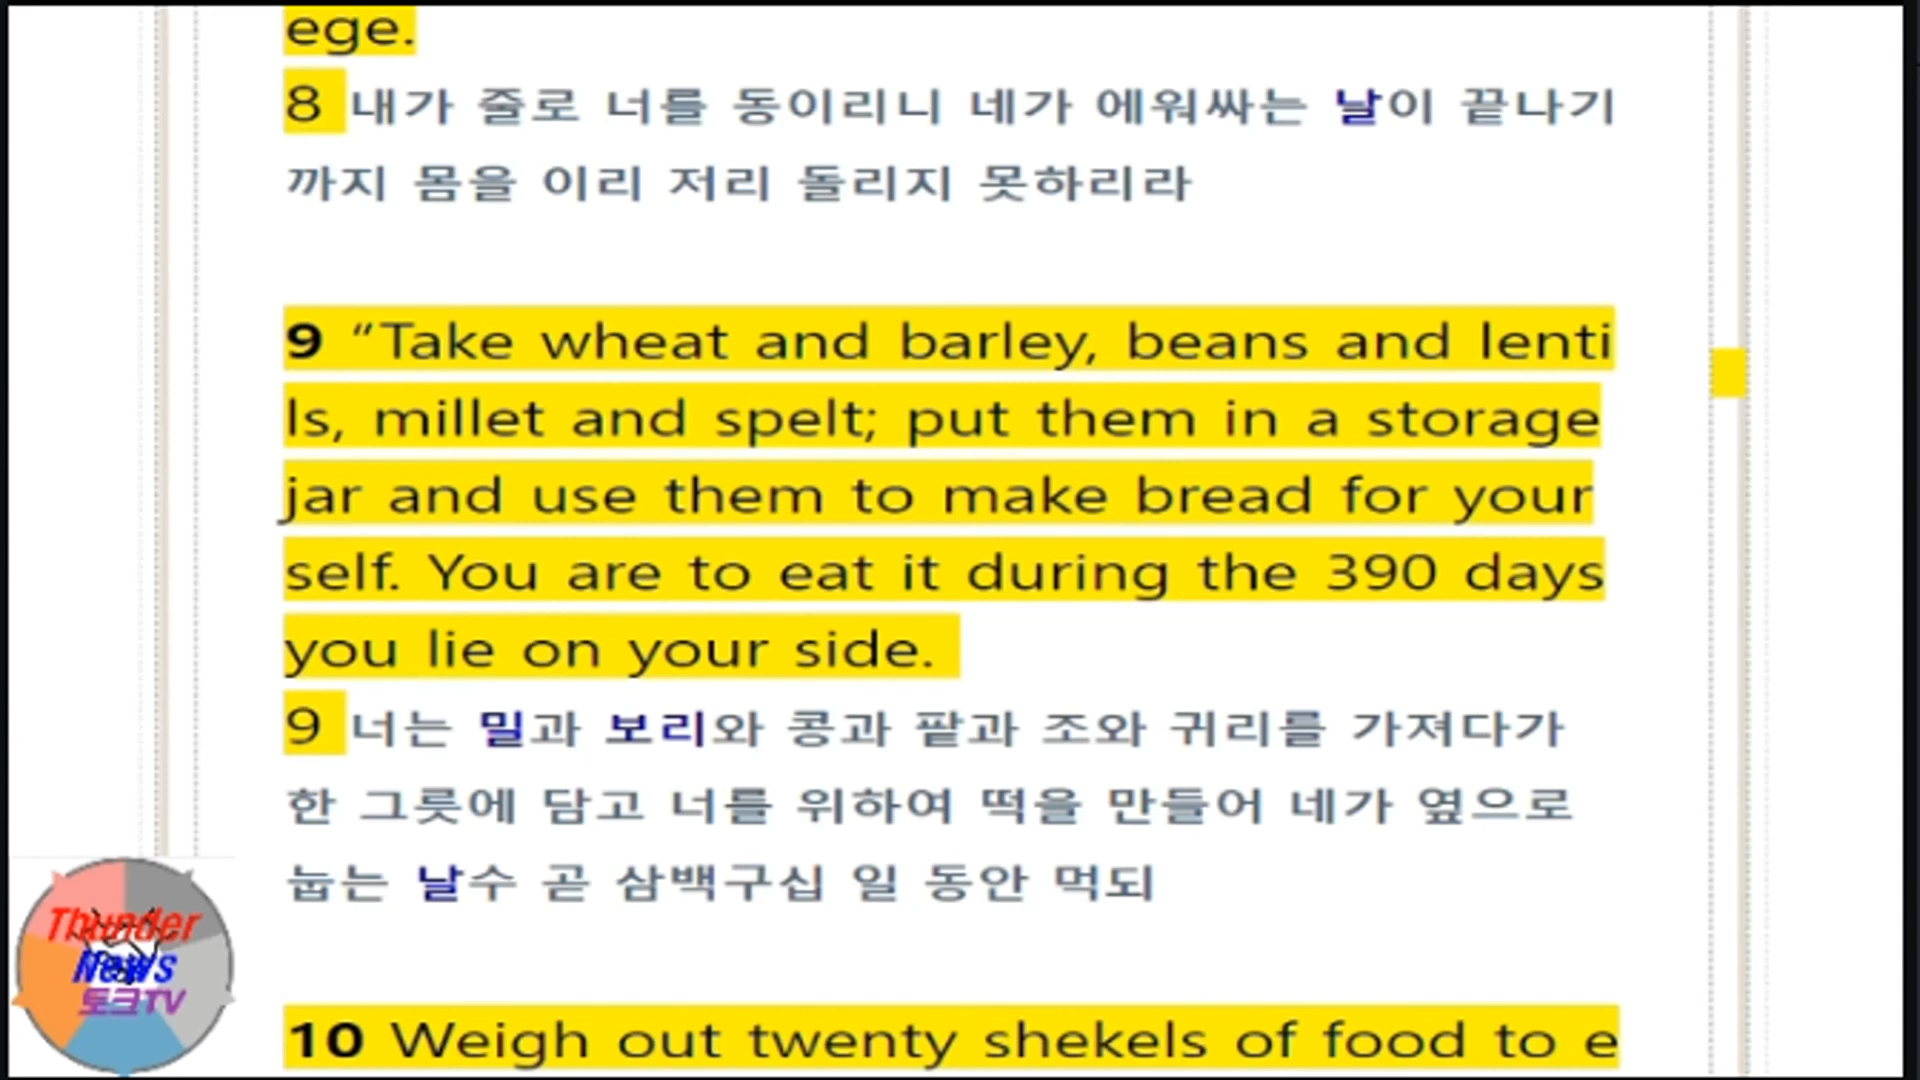 ege.
8 내가 줄로 너를 동이리니 네가 에워싸는 날이 끝나기
까지 몸을 이리 저리 돌리지 못하리라
9 “Take wheat and barley, beans and lenti
ls, millet and spelt; put them in a storage
jar and use them to make bread for your
self. You are to eat it during the 390 days
you lie on your side.
9 너는 밀과 보리와 콩과 팥과 조와 귀리를 가져다가
한 그릇에 담고 너를 위하여 떡을 만들어 네가 옆으로
눕는 날수 곧 삼백구십 일 동안 먹되
Thunder
News
토크TV
10 Weigh out twenty shekels of food to e